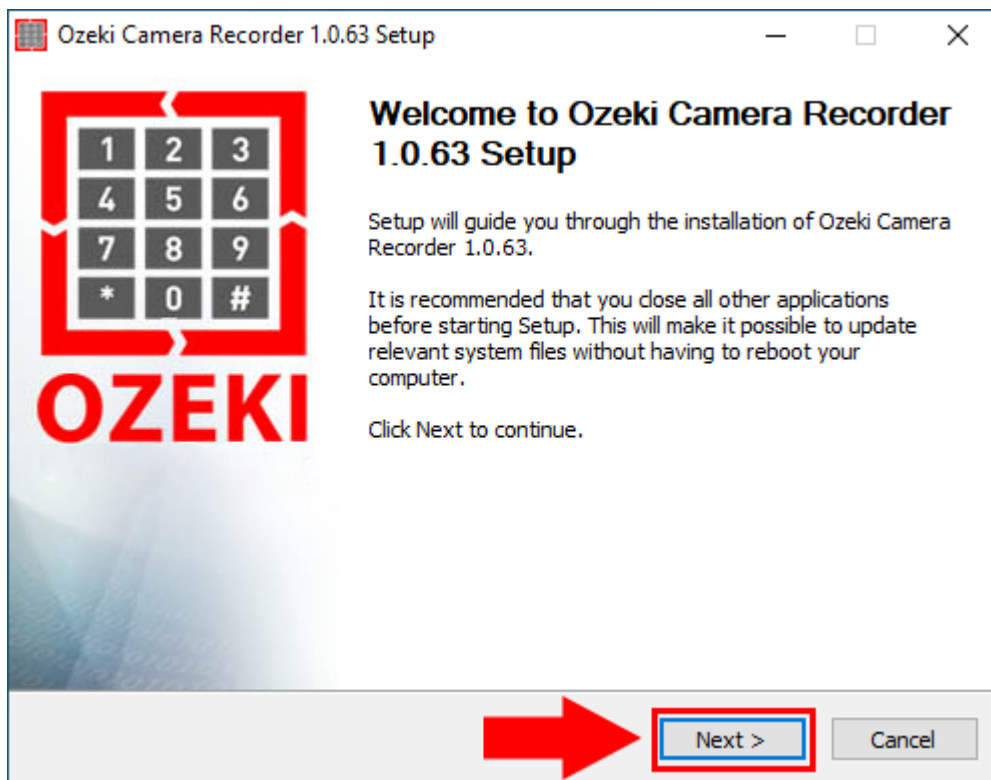 Ozeki Camera Recorder 1.0.63 Setup
1 2 3
4 5 6
7 8 9
* 0 #
OZEKI
Welcome to Ozeki Camera Recorder
1.0.63 Setup
Setup will guide you through the installation of Ozeki Camera
Recorder 1.0.63.
It is recommended that you close all other applications
before starting Setup. This will make it possible to update
relevant system files without having to reboot your
computer.
Click Next to continue.
Next >
Cancel